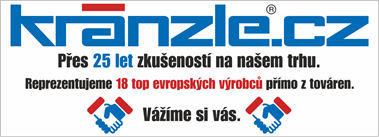 kränzle.cz®
Přes 25 let zkušeností na našem trhu.
Reprezentujeme 18 top evropských výrobců přímo z továren.
Vážíme si vás.